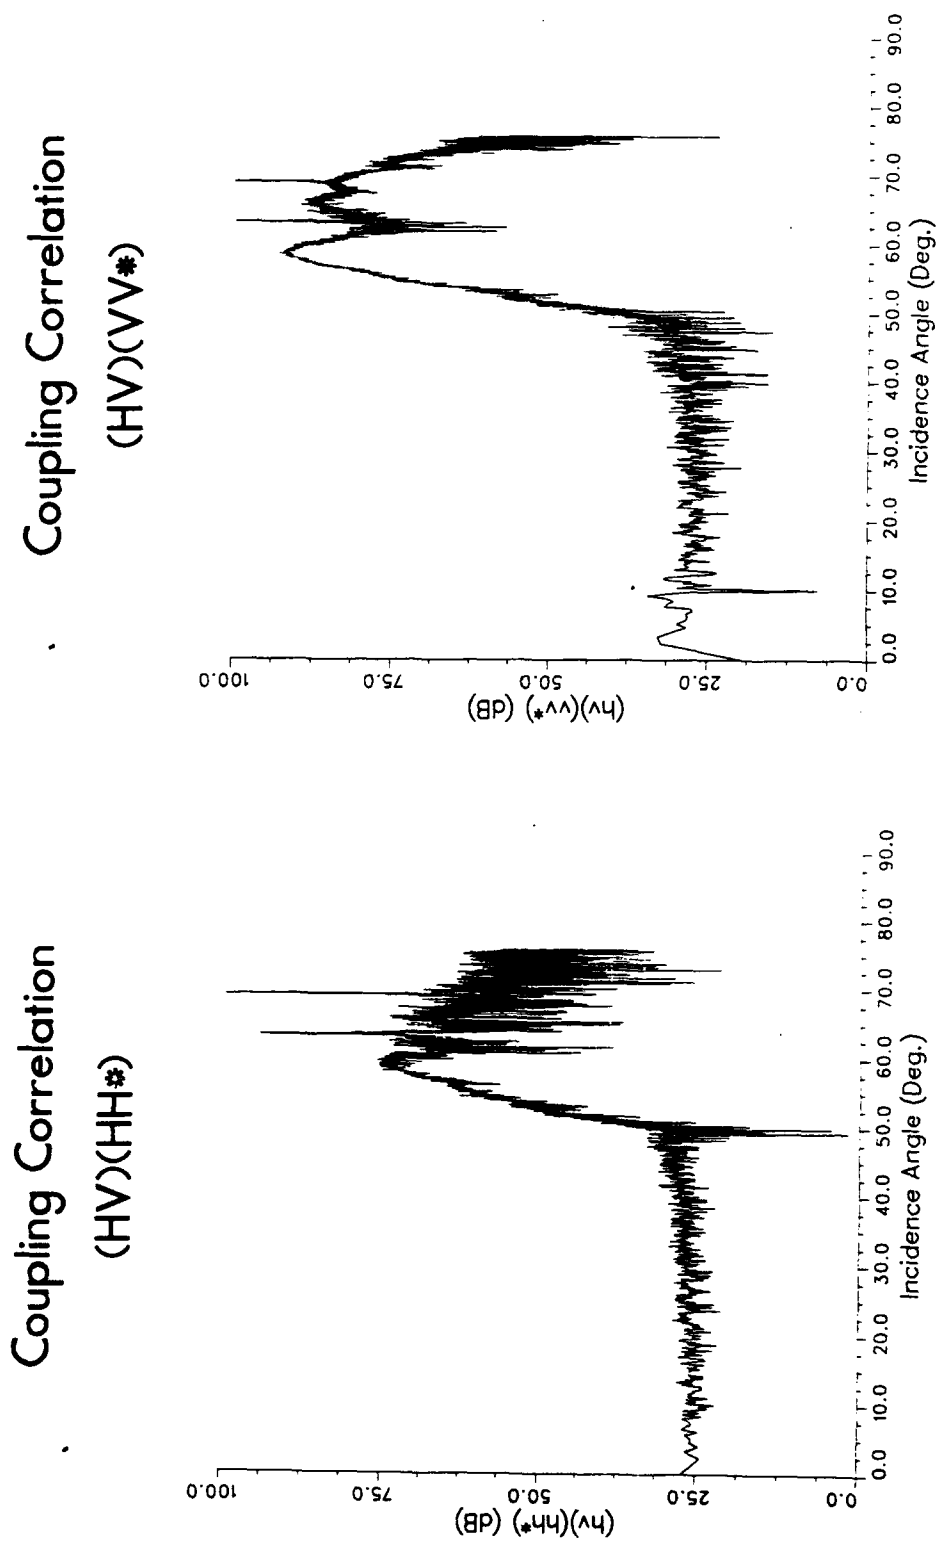 Coupling Correlation
(HV)(HH*)
100.0
75.0
50.0
25.0
0.0
(hv)(hh*) (dB)
0.0 10.0 20.0 30.0 40.0 50.0 60.0 70.0 80.0 90.0
Incidence Angle (Deg.)
Coupling Correlation
(HV)(VV*)
100.0
75.0
50.0
25.0
0.0
(hv)(vv*) (dB)
0.0 10.0 20.0 30.0 40.0 50.0 60.0 70.0 80.0 90.0
Incidence Angle (Deg.)